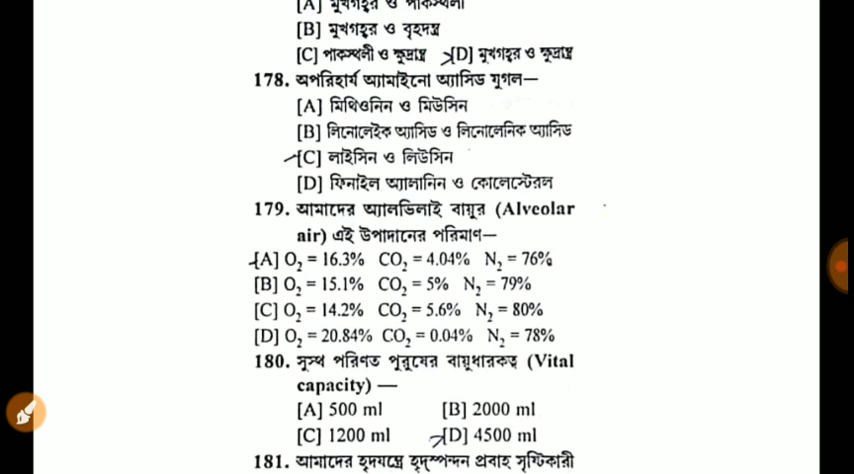 [A] মুখগহ্বর ও পাকস্থলী
[B] মুখগহ্বর ও বৃহদন্ত্র
[C] পাকস্থলী ও ক্ষুদ্রান্ত্র [D] মুখগহ্বর ও ক্ষুদ্রান্ত্র
178. অপরিহার্য অ্যামাইনো অ্যাসিড যুগল—
[A] মিথিওনিন ও মিউসিন
[B] লিনোলেইক অ্যাসিড ও লিনোলেনিক অ্যাসিড
[C] লাইসিন ও লিউসিন
[D] ফিনাইল অ্যালানিন ও কোলেস্টেরল
179. আমাদের অ্যালভিলাই বায়ুর (Alveolar
air) এই উপাদানের পরিমাণ—
[A] O₂ = 16.3% CO₂ = 4.04% N₂ = 76%
[B] O₂ = 15.1% CO₂ = 5% N₂ = 79%
[C] O₂ = 14.2% CO₂ = 5.6% N₂ = 80%
[D] O₂ = 20.84% CO₂ = 0.04% N₂ = 78%
180. সুস্থ পরিণত পুরুষের বায়ুধারকত্ব (Vital
capacity) —
[A] 500 ml [B] 2000 ml
[C] 1200 ml [D] 4500 ml
181. আমাদের হৃদযন্ত্রে হৃদ্‌স্পন্দন প্রবাহ সৃষ্টিকারী